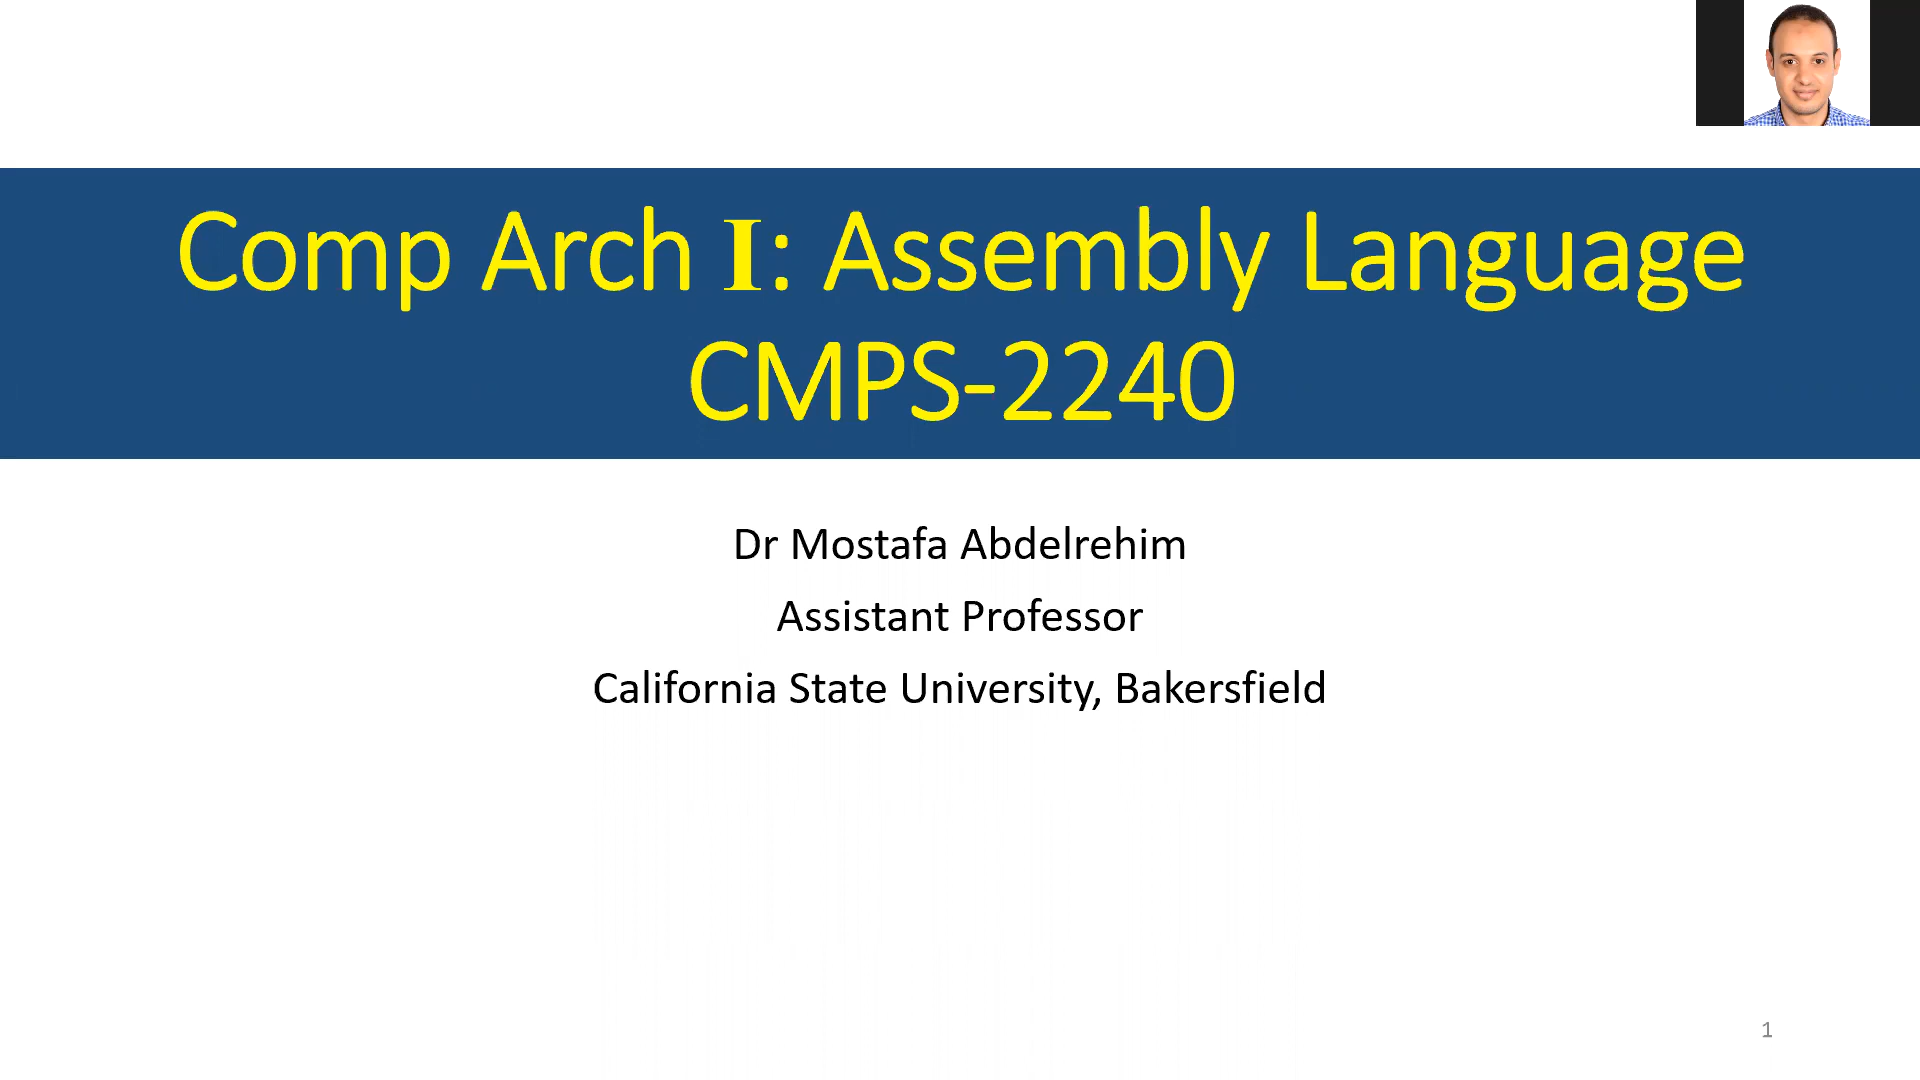 Comp Arch I: Assembly Language
CMPS-2240
Dr Mostafa Abdelrehim
Assistant Professor
California State University, Bakersfield
1